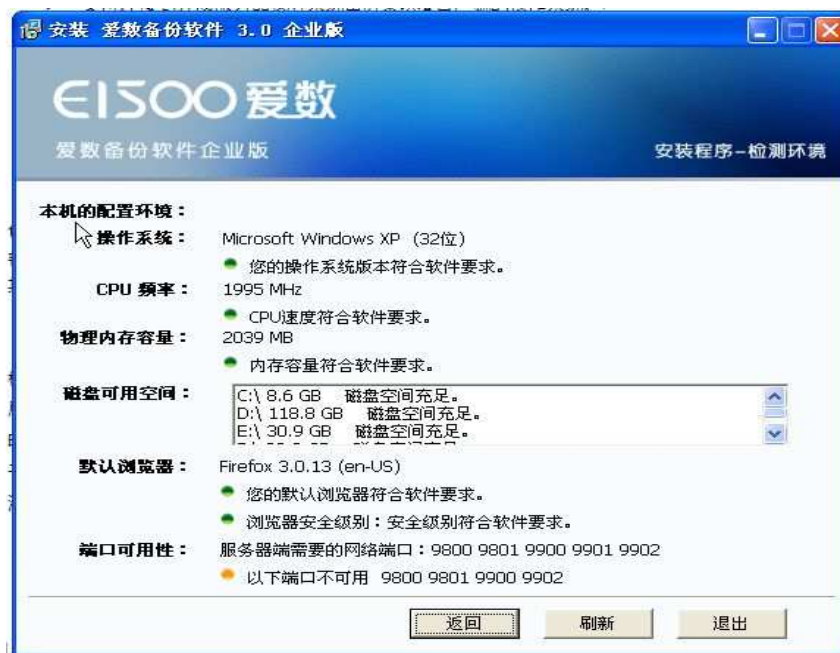 安装 爱数备份软件 3.0 企业版
EISOO爱数
爱数备份软件企业版
安装程序-检测环境
本机的配置环境：
操作系统： Microsoft Windows XP (32位)
您的操作系统版本符合软件要求。
CPU 频率： 1995 MHz
CPU速度符合软件要求。
物理内存容量： 2039 MB
内存容量符合软件要求。
磁盘可用空间： C:\ 8.6 GB 磁盘空间充足。
D:\ 118.8 GB 磁盘空间充足。
E:\ 30.9 GB 磁盘空间充足。
默认浏览器： Firefox 3.0.13 (en-US)
您的默认浏览器符合软件要求。
浏览器安全级别：安全级别符合软件要求。
端口可用性： 服务器端需要的网络端口：9800 9801 9900 9901 9902
以下端口不可用 9800 9801 9900 9902
返回 刷新 退出